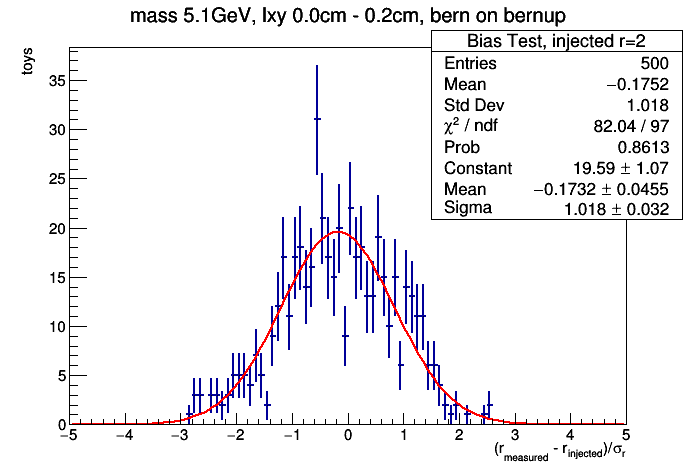 mass 5.1GeV, lxy 0.0cm - 0.2cm, bern on bernup
toys
Bias Test, injected r=2
Entries 500
Mean −0.1752
Std Dev 1.018
χ² / ndf 82.04 / 97
Prob 0.8613
Constant 19.59 ± 1.07
Mean −0.1732 ± 0.0455
Sigma 1.018 ± 0.032
35
30
25
20
15
10
5
0
−5 −4 −3 −2 −1 0 1 2 3 4 5
(r_measured - r_injected)/σ_r